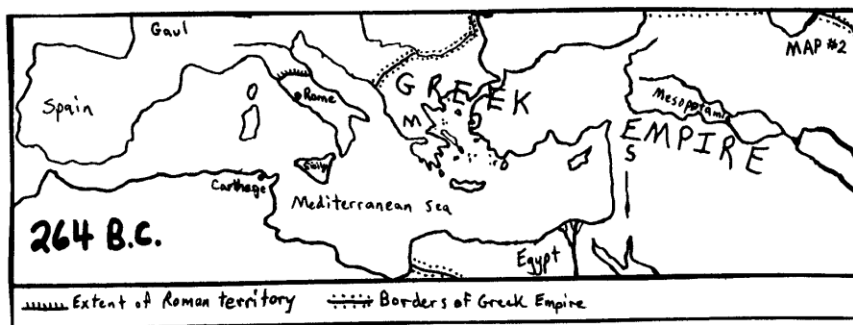 Gaul
MAP #2
Spain
Rome
GREEK
M
Mesopotami
EMPIRE
S
Sicily
Carthage
Mediterranean Sea
264 B.C.
Egypt
Extent of Roman territory
Borders of Greek Empire